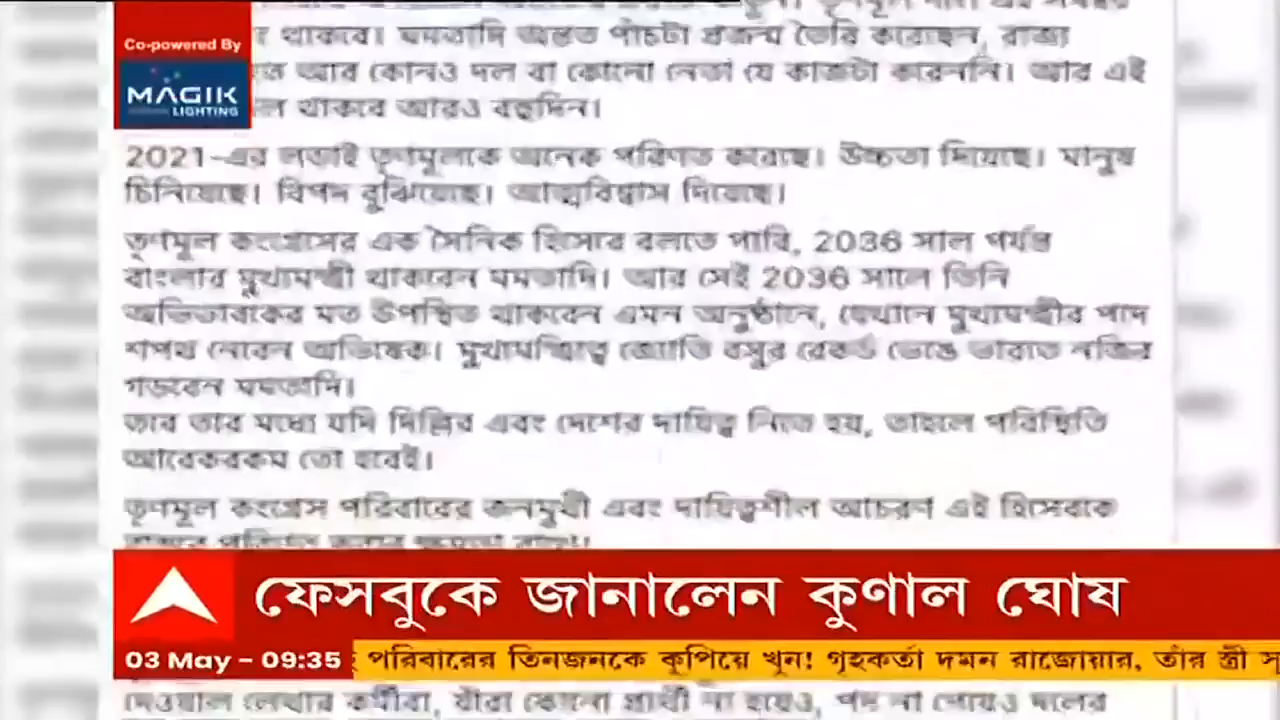 Co-powered By
MAGIK
LIGHTING
থাকবে। মমতাদি অন্তত পাঁচটা প্রজন্ম তৈরি করেছেন, রাজ্য
আর কোনও দল বা কোনো নেতা যে কাজটা করেননি। আর এই
থাকবে আরও বহুদিন।
2021-এর লড়াই তৃণমূলকে অনেক পরিণত করেছে। উচ্চতা দিয়েছে। মানুষ
চিনিয়েছে। বিপদ বুঝিয়েছে। আত্মবিশ্বাস দিয়েছে।
তৃণমূল কংগ্রেসের এক সৈনিক হিসেবে বলতে পারি, 2036 সাল পর্যন্ত
বাংলার মুখ্যমন্ত্রী থাকবেন মমতাদি। আর সেই 2036 সালে তিনি
অভিভাবকের মত উপস্থিত থাকবেন এমন অনুষ্ঠানে, যেখানে মুখ্যমন্ত্রীর পদে
শপথ নেবেন অভিষেক। মুখ্যমন্ত্রিত্বে জ্যোতি বসুর রেকর্ড ভেঙে ভারতে নজির
গড়বেন মমতাদি।
তবে তার মধ্যে যদি দিল্লির এবং দেশের দায়িত্ব নিতে হয়, তাহলে পরিস্থিতি
আরেকরকম তো হবেই।
তৃণমূল কংগ্রেস পরিবারের জনমুখী এবং দায়িত্বশীল আচরণ এই হিসেবকে
ফেসবুকে জানালেন কুণাল ঘোষ
03 May - 09:35
পরিবারের তিনজনকে কুপিয়ে খুন! গৃহকর্তা দমন রাজোয়ার, তাঁর স্ত্রী
দেওয়াল লেখার কর্মীরা, যাঁরা কোনো প্রার্থী না হয়েও, পদ না পেয়েও দলের